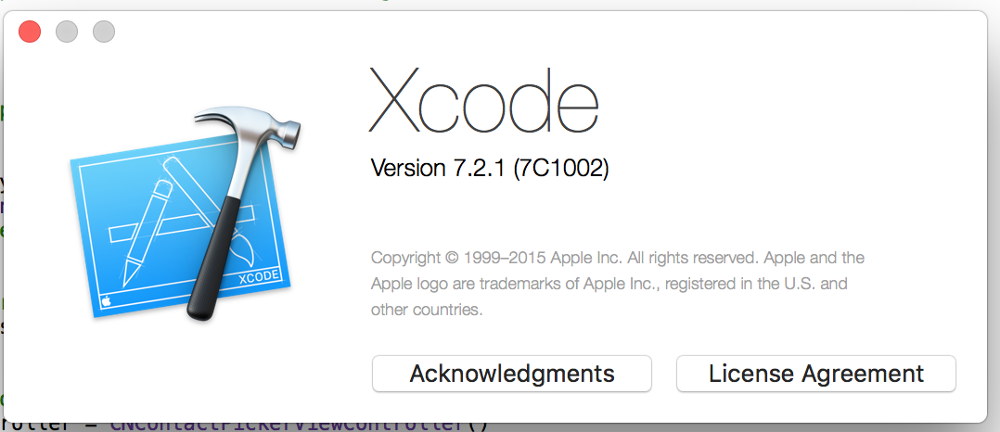 Xcode
Version 7.2.1 (7C1002)
XCODE
Copyright © 1999–2015 Apple Inc. All rights reserved. Apple and the
Apple logo are trademarks of Apple Inc., registered in the U.S. and
other countries.
Acknowledgments
License Agreement
= CNContactPickerViewController()